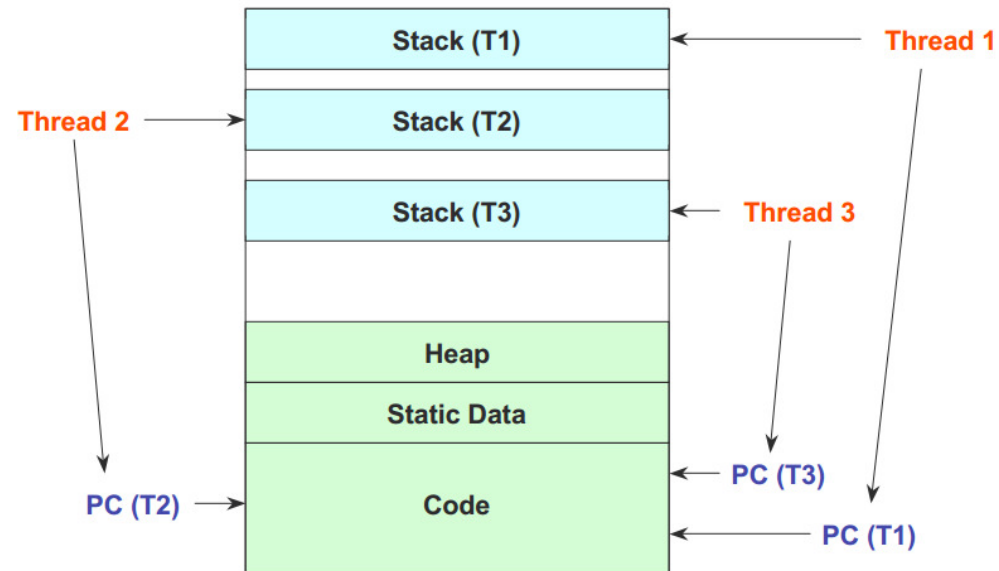 Stack (T1)
Thread 1
Thread 2
Stack (T2)
Stack (T3)
Thread 3
Heap
Static Data
PC (T3)
PC (T2)
Code
PC (T1)